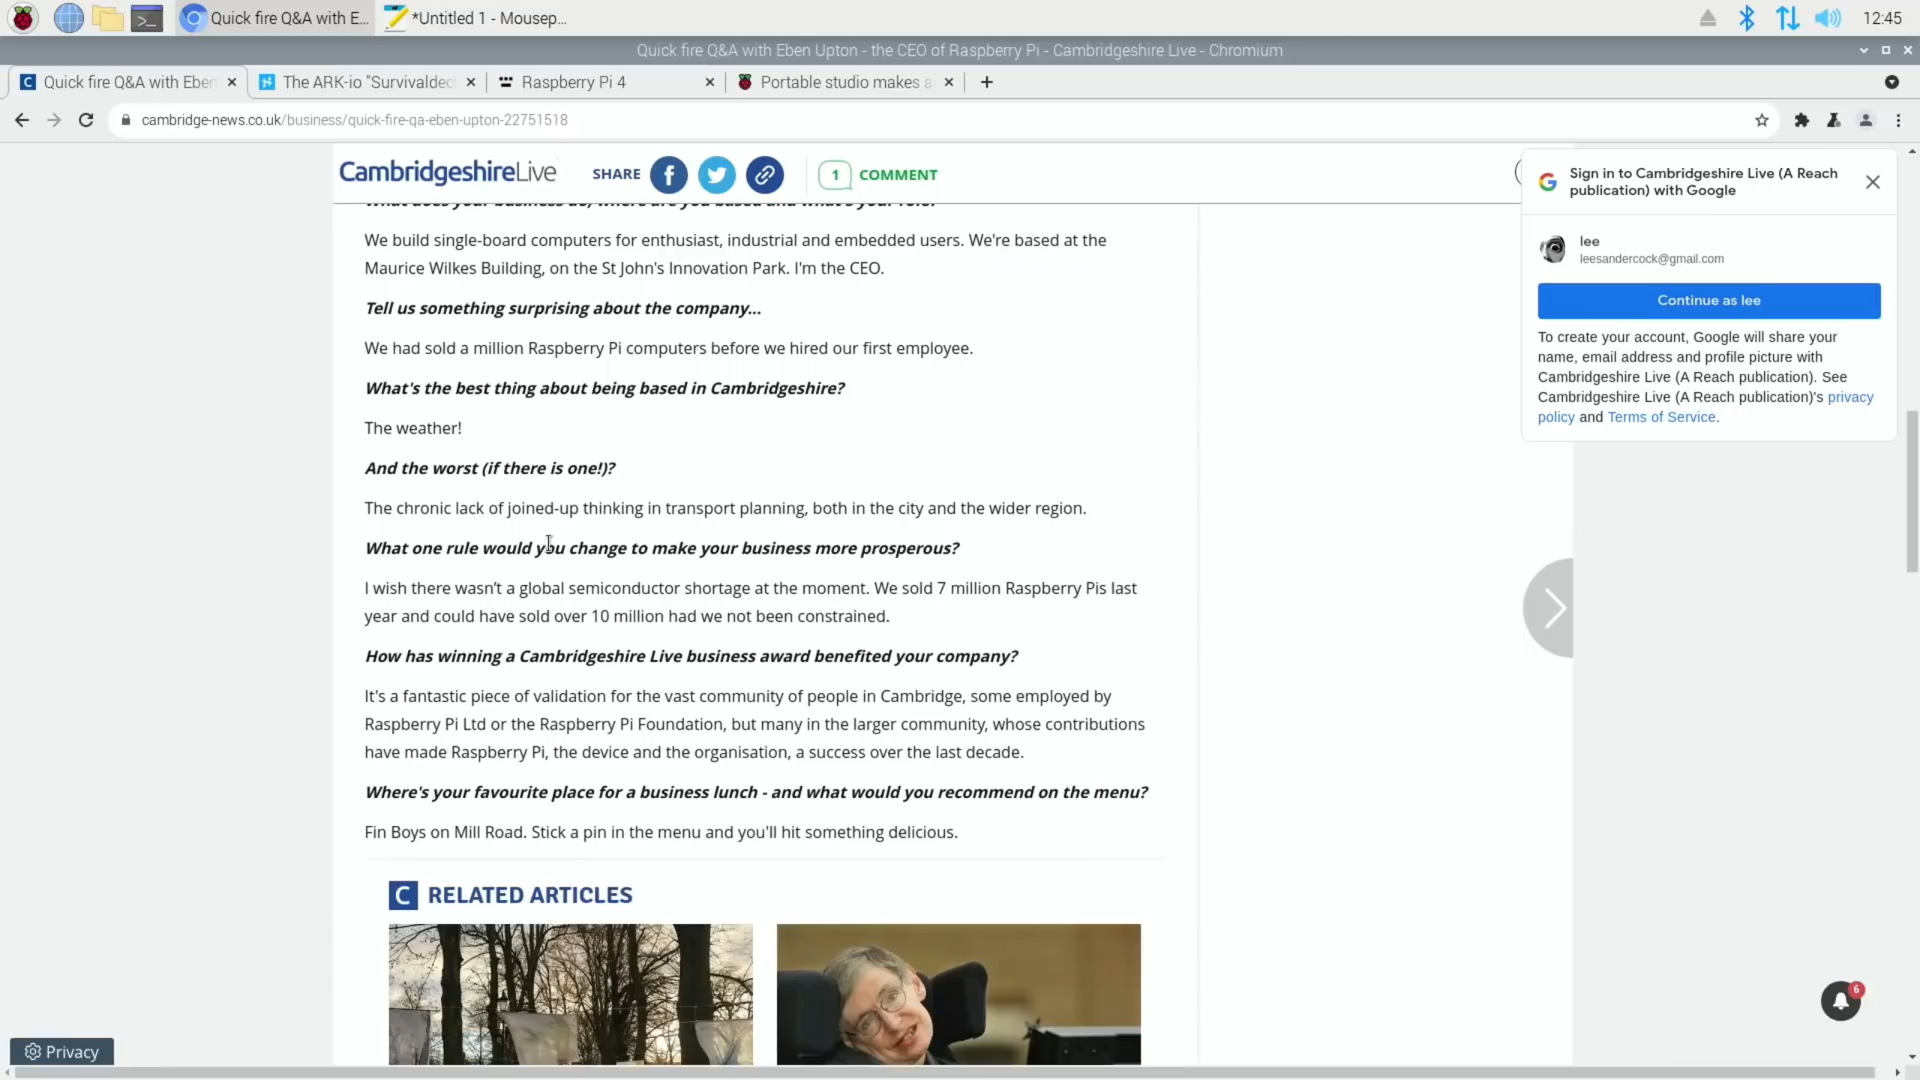 Quick fire Q&A with E...
*Untitled 1 - Mousep...
12:45
Quick fire Q&A with Eben Upton - the CEO of Raspberry Pi - Cambridgeshire Live - Chromium
Quick fire Q&A with Eben
The ARK-io "Survivaldec
Raspberry Pi 4
Portable studio makes a
cambridge-news.co.uk/business/quick-fire-qa-eben-upton-22751518
CambridgeshireLive
SHARE
1 COMMENT
What does your business do, where are you based and what's your role?
We build single-board computers for enthusiast, industrial and embedded users. We're based at the
Maurice Wilkes Building, on the St John's Innovation Park. I'm the CEO.
Tell us something surprising about the company...
We had sold a million Raspberry Pi computers before we hired our first employee.
What's the best thing about being based in Cambridgeshire?
The weather!
And the worst (if there is one!)?
The chronic lack of joined-up thinking in transport planning, both in the city and the wider region.
What one rule would you change to make your business more prosperous?
I wish there wasn’t a global semiconductor shortage at the moment. We sold 7 million Raspberry Pis last
year and could have sold over 10 million had we not been constrained.
How has winning a Cambridgeshire Live business award benefited your company?
It's a fantastic piece of validation for the vast community of people in Cambridge, some employed by
Raspberry Pi Ltd or the Raspberry Pi Foundation, but many in the larger community, whose contributions
have made Raspberry Pi, the device and the organisation, a success over the last decade.
Where's your favourite place for a business lunch - and what would you recommend on the menu?
Fin Boys on Mill Road. Stick a pin in the menu and you'll hit something delicious.
C RELATED ARTICLES
Sign in to Cambridgeshire Live (A Reach
publication) with Google
lee
leesandercock@gmail.com
Continue as lee
To create your account, Google will share your
name, email address and profile picture with
Cambridgeshire Live (A Reach publication). See
Cambridgeshire Live (A Reach publication)'s privacy
policy and Terms of Service.
6
Privacy